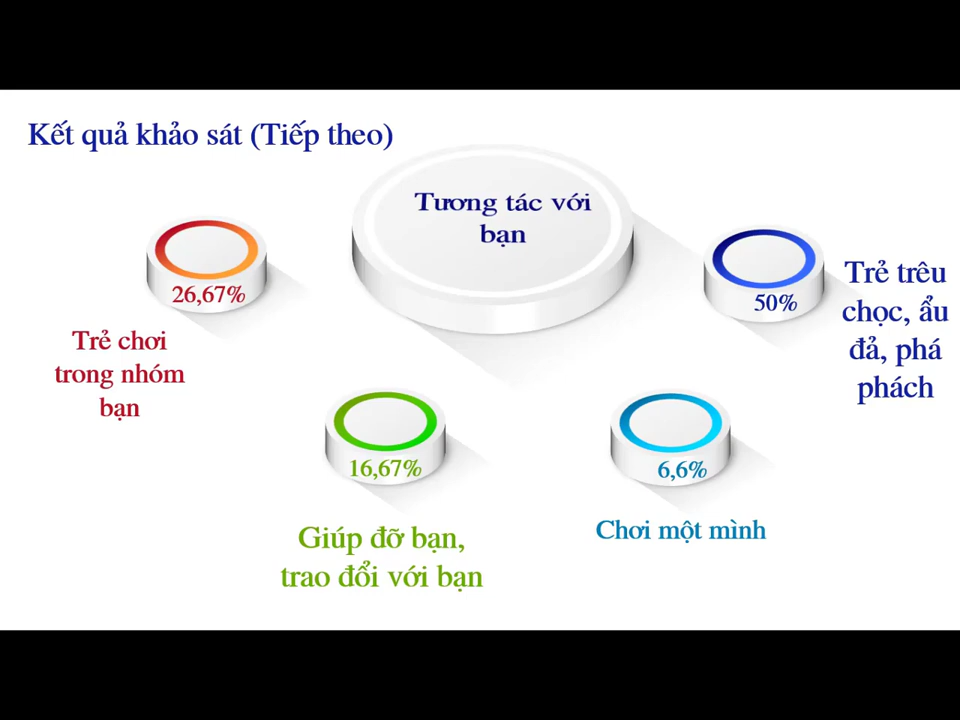 Kết quả khảo sát (Tiếp theo)
Tương tác với
bạn
26,67%
Trẻ chơi
trong nhóm
bạn
16,67%
Giúp đỡ bạn,
trao đổi với bạn
6,6%
Chơi một mình
50%
Trẻ trêu
chọc, ẩu
đả, phá
phách